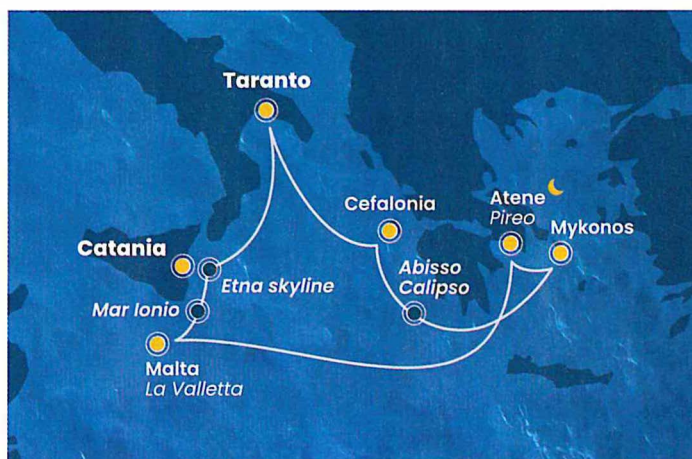 Taranto
Cefalonia
Atene
Pireo
Mykonos
Catania
Etna skyline
Abisso
Calipso
Mar Ionio
Malta
La Valletta